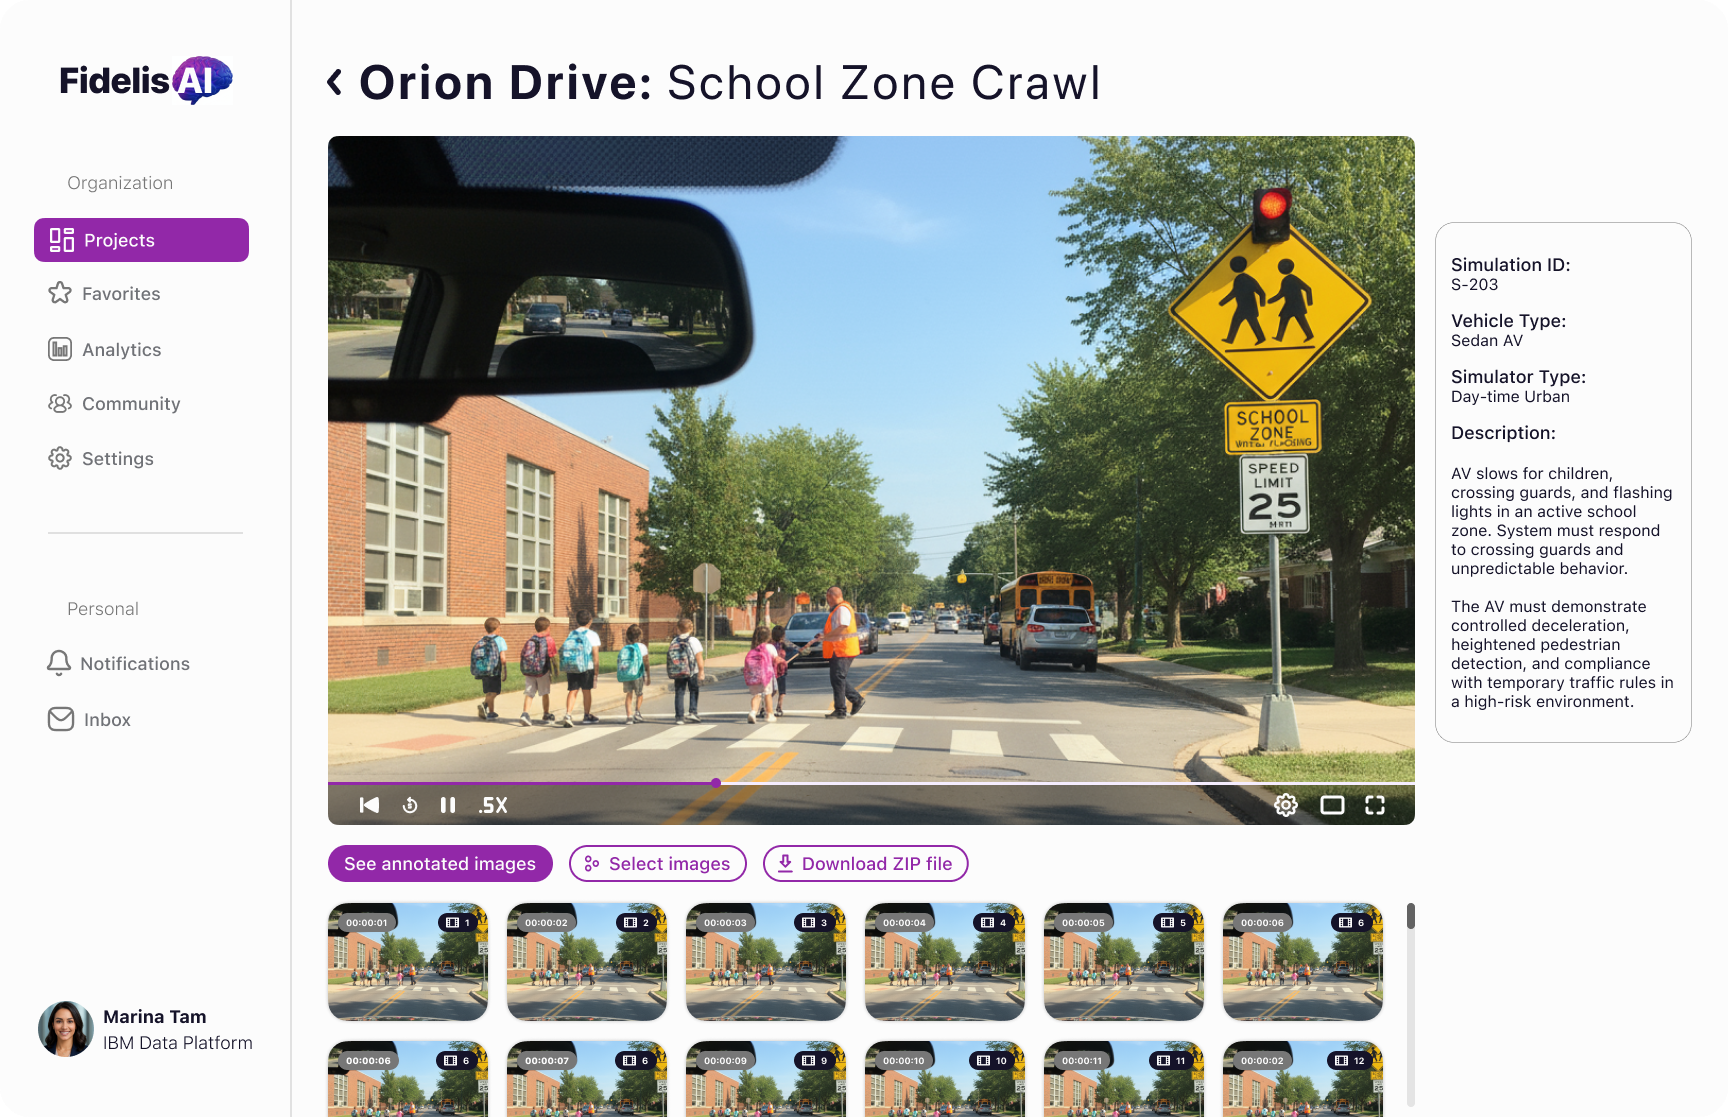 FidelisAI
Organization
Projects
Favorites
Analytics
Community
Settings
Personal
Notifications
Inbox
Marina Tam
IBM Data Platform
Orion Drive: School Zone Crawl
SCHOOL
ZONE
SPEED
LIMIT
25
.5X
Simulation ID:
S-203
Vehicle Type:
Sedan AV
Simulator Type:
Day-time Urban
Description:
AV slows for children,
crossing guards, and flashing
lights in an active school
zone. System must respond
to crossing guards and
unpredictable behavior.
The AV must demonstrate
controlled deceleration,
heightened pedestrian
detection, and compliance
with temporary traffic rules in
a high-risk environment.
See annotated images
Select images
Download ZIP file
00:00:01 1
00:00:02 2
00:00:03 3
00:00:04 4
00:00:05 5
00:00:06 6
00:00:06 6
00:00:07 6
00:00:09 9
00:00:10 10
00:00:11 11
00:00:02 12